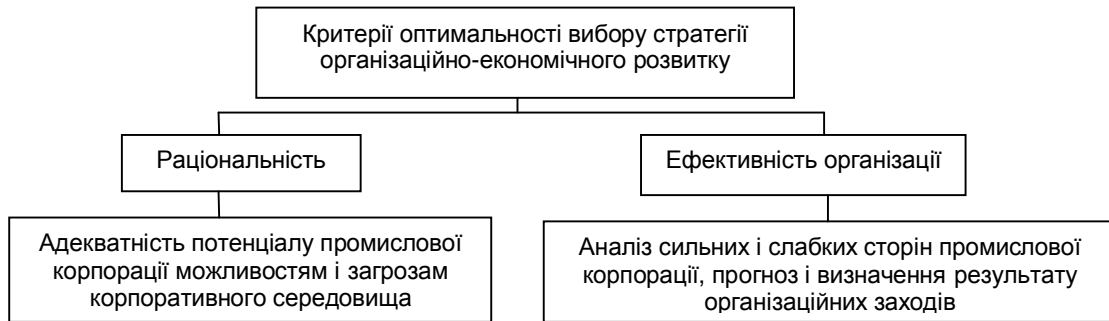 Критерії оптимальності вибору стратегії
організаційно-економічного розвитку
Раціональність
Ефективність організації
Адекватність потенціалу промислової
корпорації можливостям і загрозам
корпоративного середовища
Аналіз сильних і слабких сторін промислової
корпорації, прогноз і визначення результату
організаційних заходів